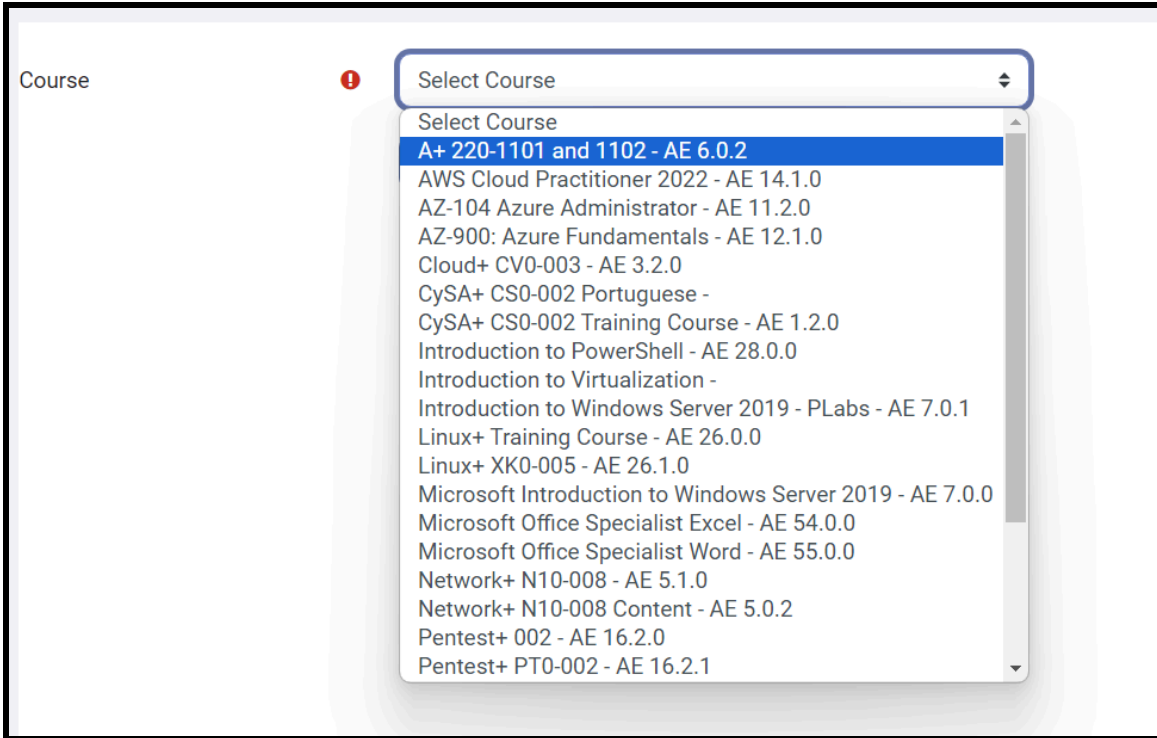 Course
Select Course
Select Course
A+ 220-1101 and 1102 - AE 6.0.2
AWS Cloud Practitioner 2022 - AE 14.1.0
AZ-104 Azure Administrator - AE 11.2.0
AZ-900: Azure Fundamentals - AE 12.1.0
Cloud+ CV0-003 - AE 3.2.0
CySA+ CS0-002 Portuguese -
CySA+ CS0-002 Training Course - AE 1.2.0
Introduction to PowerShell - AE 28.0.0
Introduction to Virtualization -
Introduction to Windows Server 2019 - PLabs - AE 7.0.1
Linux+ Training Course - AE 26.0.0
Linux+ XK0-005 - AE 26.1.0
Microsoft Introduction to Windows Server 2019 - AE 7.0.0
Microsoft Office Specialist Excel - AE 54.0.0
Microsoft Office Specialist Word - AE 55.0.0
Network+ N10-008 - AE 5.1.0
Network+ N10-008 Content - AE 5.0.2
Pentest+ 002 - AE 16.2.0
Pentest+ PT0-002 - AE 16.2.1